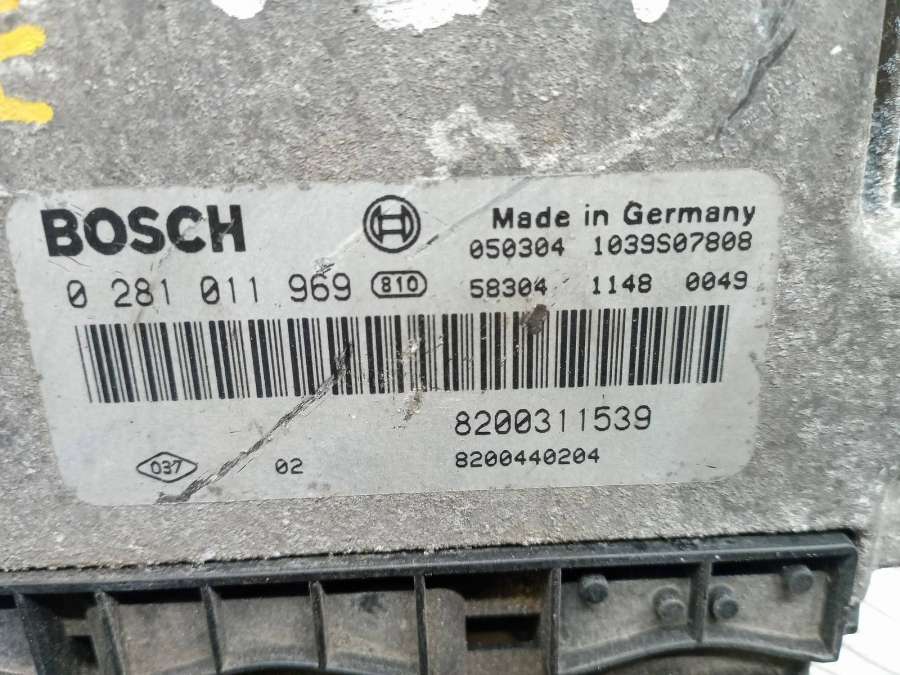 BOSCH
Made in Germany
050304 1039S07808
0 281 011 969 810 58304 1148 0049
8200311539
037 02 8200440204